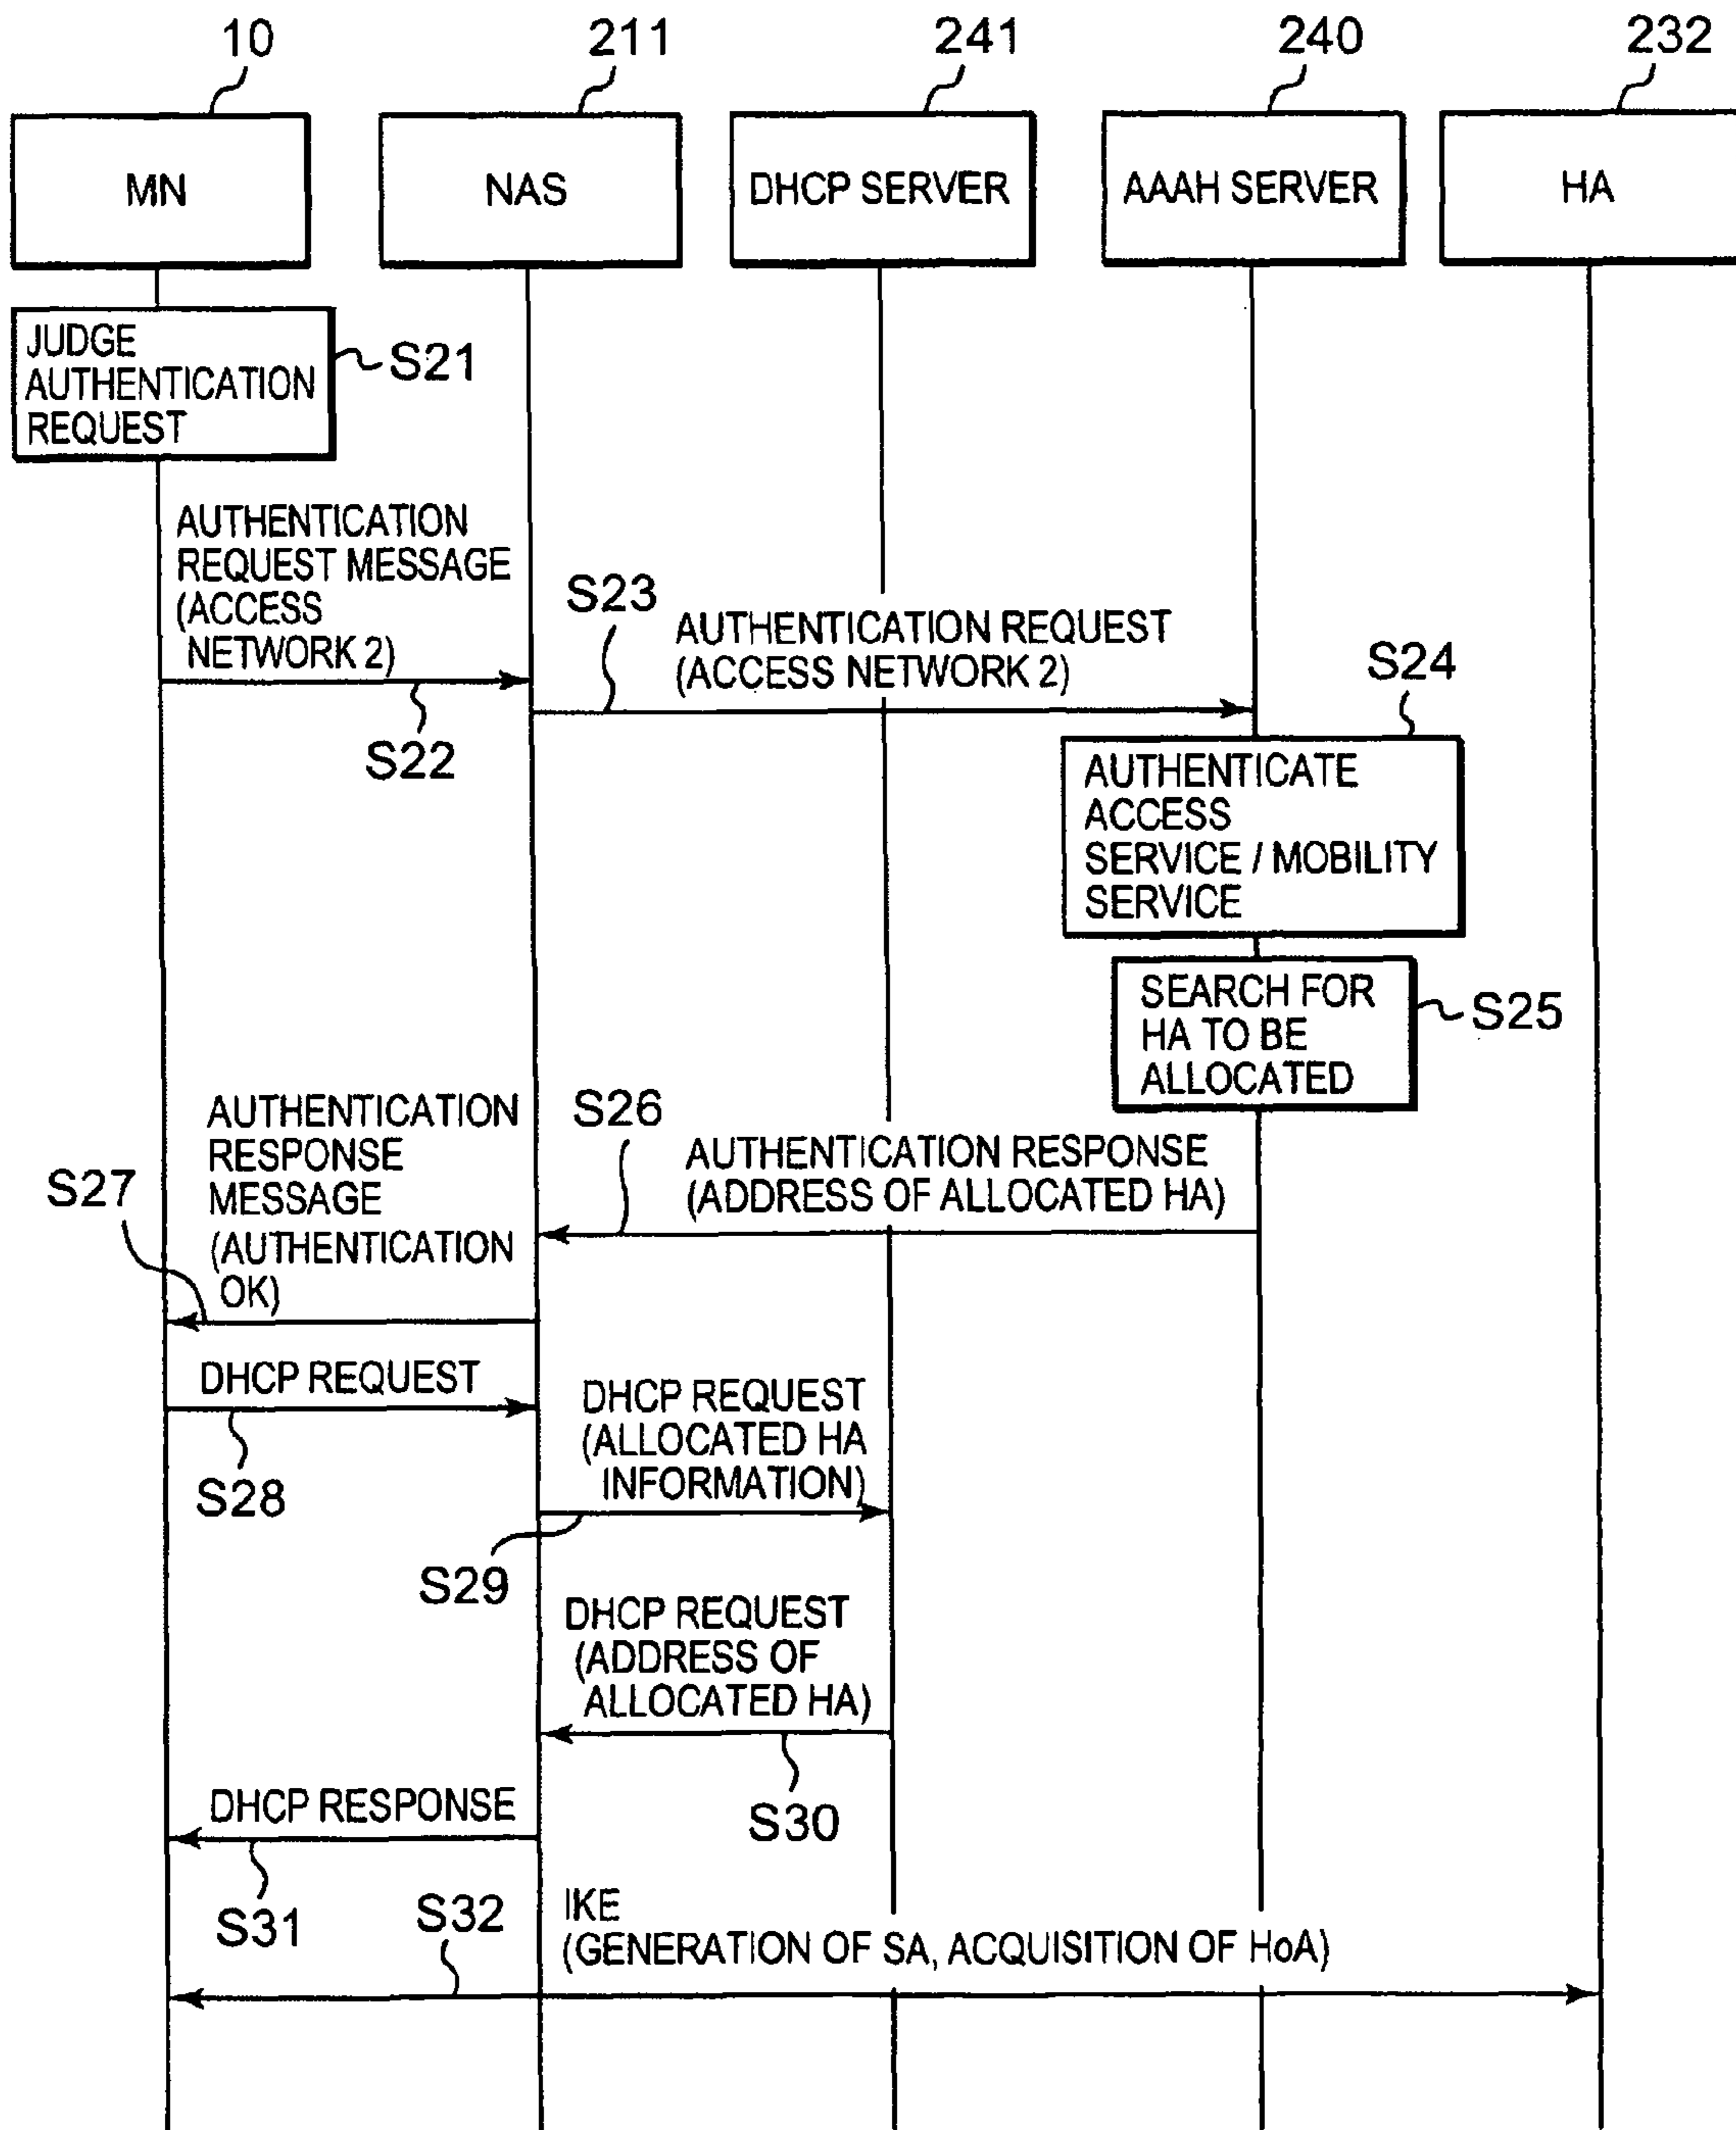 10
211
241
240
232
MN
NAS
DHCP SERVER
AAAH SERVER
HA
JUDGE
AUTHENTICATION
REQUEST
S21
AUTHENTICATION
REQUEST MESSAGE
(ACCESS
NETWORK 2)
S22
S23
AUTHENTICATION REQUEST
(ACCESS NETWORK 2)
S24
AUTHENTICATE
ACCESS
SERVICE / MOBILITY
SERVICE
SEARCH FOR
HA TO BE
ALLOCATED
S25
S26
AUTHENTICATION RESPONSE
(ADDRESS OF ALLOCATED HA)
S27
AUTHENTICATION
RESPONSE
MESSAGE
(AUTHENTICATION
OK)
DHCP REQUEST
S28
DHCP REQUEST
(ALLOCATED HA
INFORMATION)
S29
DHCP REQUEST
(ADDRESS OF
ALLOCATED HA)
S30
DHCP RESPONSE
S31
S32
IKE
(GENERATION OF SA, ACQUISITION OF HoA)